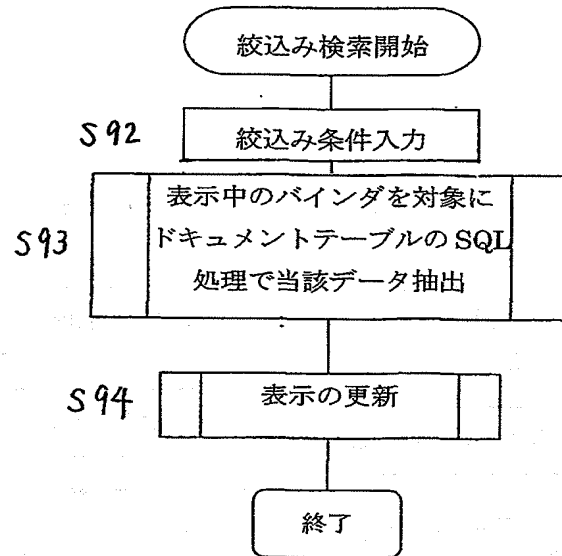 絞込み検索開始
S92
絞込み条件入力
S93
表示中のバインダを対象に
ドキュメントテーブルのSQL
処理で当該データ抽出
S94
表示の更新
終了